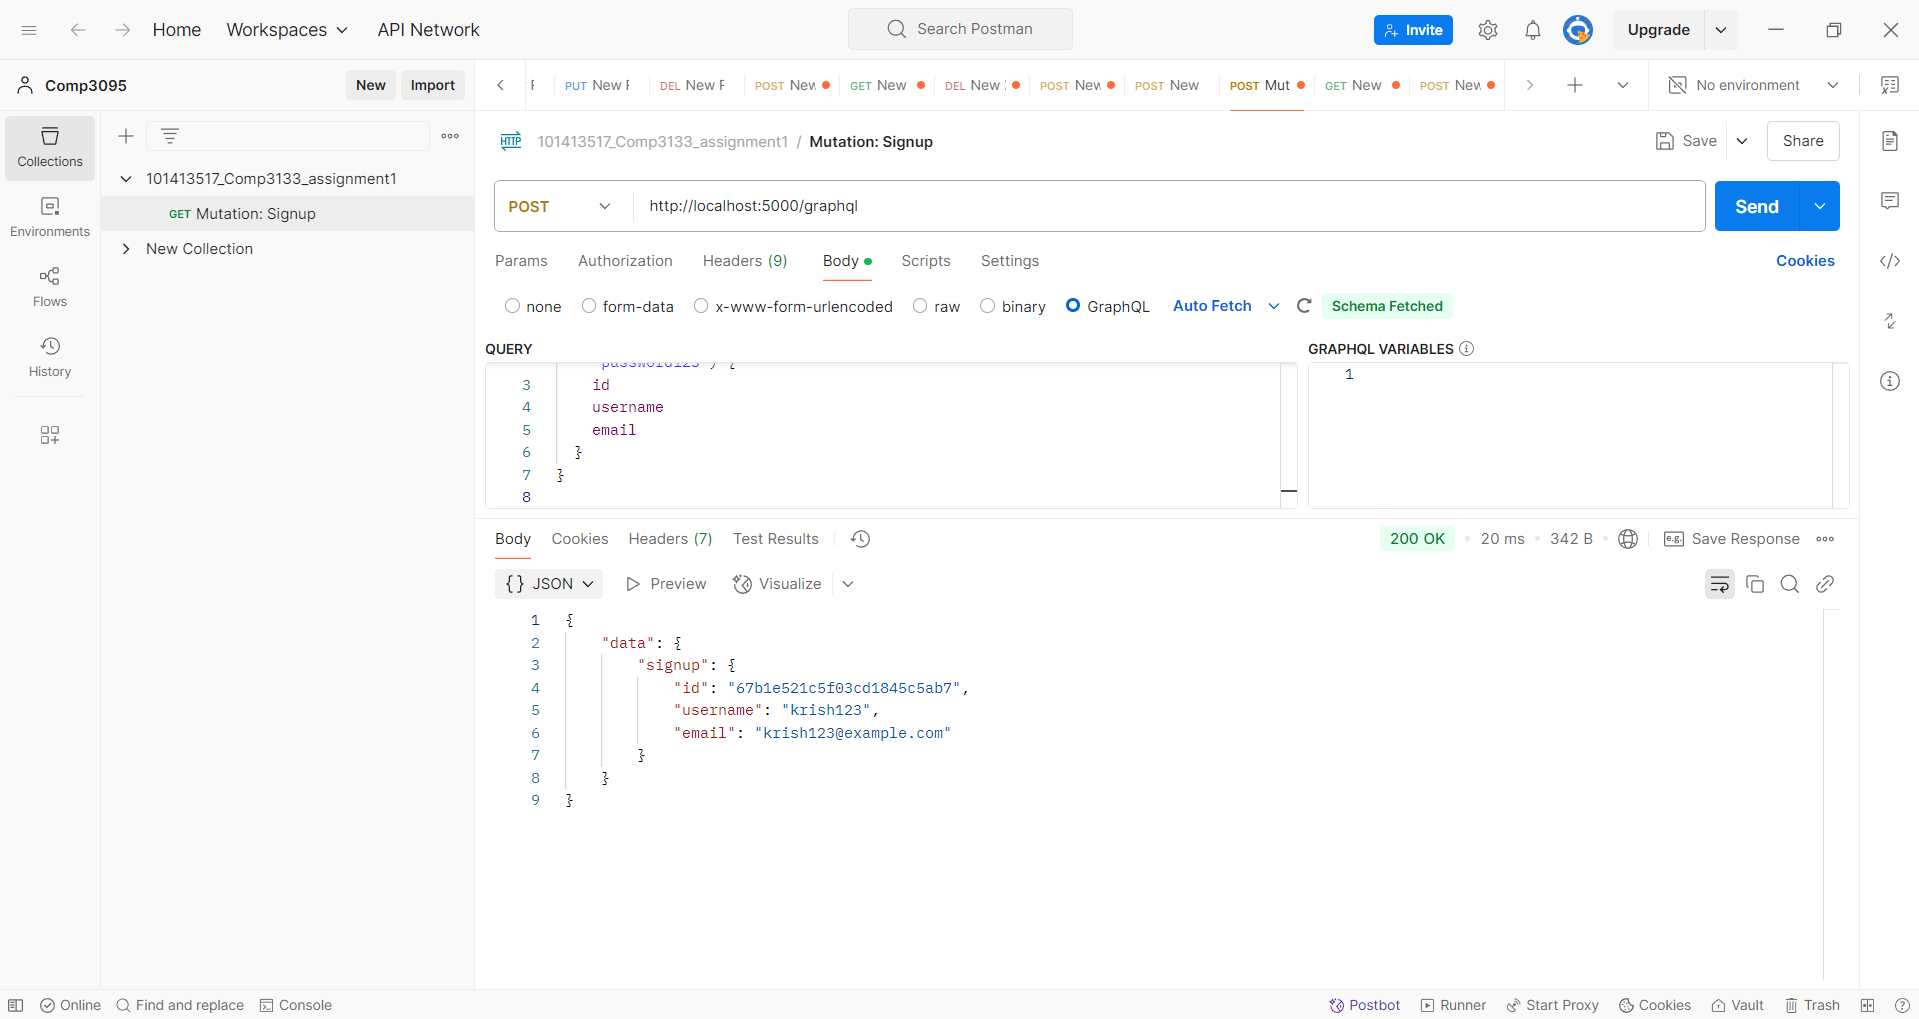 Home Workspaces API Network Search Postman Invite Upgrade
Comp3095 New Import
PUT New F DEL New F POST New GET New DEL New POST New POST New POST Mut GET New POST New No environment
Collections
Environments
Flows
History
101413517_Comp3133_assignment1
GET Mutation: Signup
New Collection
HTTP 101413517_Comp3133_assignment1 / Mutation: Signup Save Share
POST http://localhost:5000/graphql Send
Params Authorization Headers (9) Body Scripts Settings Cookies
none form-data x-www-form-urlencoded raw binary GraphQL Auto Fetch Schema Fetched
QUERY GRAPHQL VARIABLES
"password123") {
3 id
4 username
5 email
6 }
7 }
8
1
Body Cookies Headers (7) Test Results 200 OK • 20 ms • 342 B • e.g. Save Response
{} JSON Preview Visualize
1 {
2 "data": {
3 "signup": {
4 "id": "67b1e521c5f03cd1845c5ab7",
5 "username": "krish123",
6 "email": "krish123@example.com"
7 }
8 }
9 }
Online Find and replace Console Postbot Runner Start Proxy Cookies Vault Trash